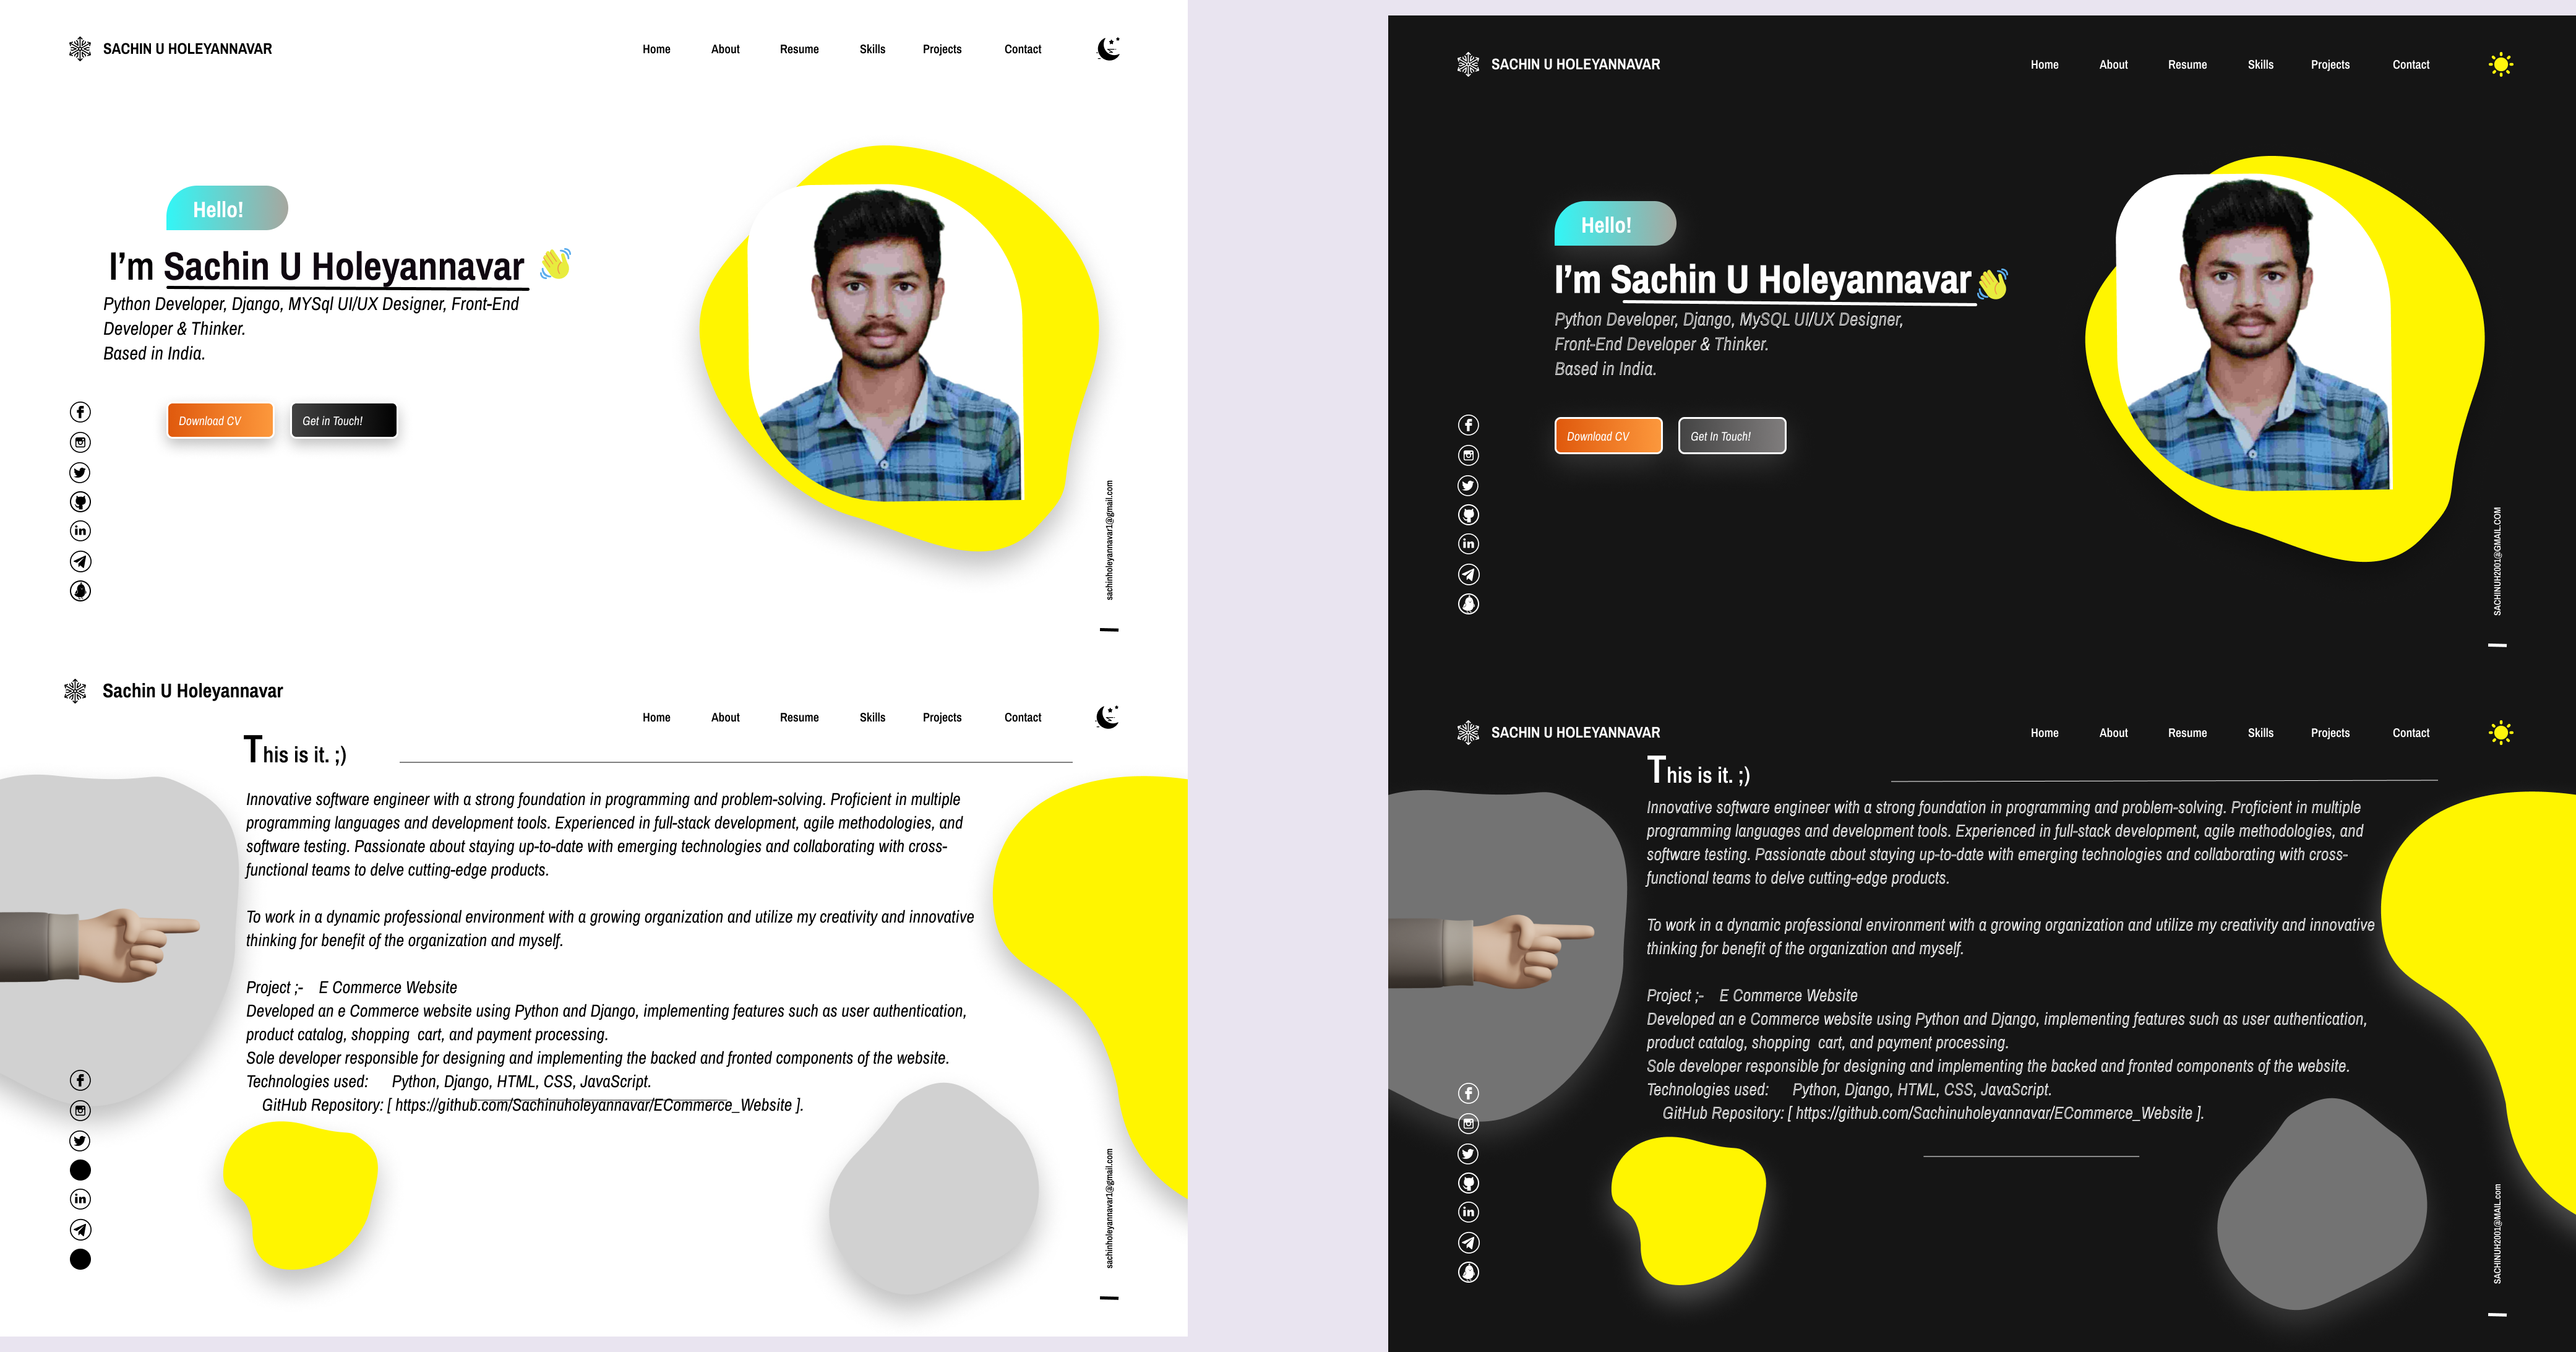 SACHIN U HOLEYANNAVAR
Home About Resume Skills Projects Contact
Hello!
I'm Sachin U Holeyannavar
Python Developer, Django, MYSql UI/UX Designer, Front-End
Developer & Thinker.
Based in India.
Download CV
Get in Touch!
sachinholeyannavar1@gmail.com
Sachin U Holeyannavar
Home About Resume Skills Projects Contact
This is it. ;)
Innovative software engineer with a strong foundation in programming and problem-solving. Proficient in multiple
programming languages and development tools. Experienced in full-stack development, agile methodologies, and
software testing. Passionate about staying up-to-date with emerging technologies and collaborating with cross-
functional teams to delve cutting-edge products.
To work in a dynamic professional environment with a growing organization and utilize my creativity and innovative
thinking for benefit of the organization and myself.
Project ;- E Commerce Website
Developed an e Commerce website using Python and Django, implementing features such as user authentication,
product catalog, shopping cart, and payment processing.
Sole developer responsible for designing and implementing the backed and fronted components of the website.
Technologies used: Python, Django, HTML, CSS, JavaScript.
GitHub Repository: [ https://github.com/Sachinuholeyannavar/ECommerce_Website ].
sachinholeyannavar1@gmail.com
SACHIN U HOLEYANNAVAR
Home About Resume Skills Projects Contact
Hello!
I'm Sachin U Holeyannavar
Python Developer, Django, MySQL UI/UX Designer,
Front-End Developer & Thinker.
Based in India.
Download CV
Get In Touch!
SACHINUH2001@GMAIL.COM
SACHIN U HOLEYANNAVAR
Home About Resume Skills Projects Contact
This is it. ;)
Innovative software engineer with a strong foundation in programming and problem-solving. Proficient in multiple
programming languages and development tools. Experienced in full-stack development, agile methodologies, and
software testing. Passionate about staying up-to-date with emerging technologies and collaborating with cross-
functional teams to delve cutting-edge products.
To work in a dynamic professional environment with a growing organization and utilize my creativity and innovative
thinking for benefit of the organization and myself.
Project ;- E Commerce Website
Developed an e Commerce website using Python and Django, implementing features such as user authentication,
product catalog, shopping cart, and payment processing.
Sole developer responsible for designing and implementing the backed and fronted components of the website.
Technologies used: Python, Django, HTML, CSS, JavaScript.
GitHub Repository: [ https://github.com/Sachinuholeyannavar/ECommerce_Website ].
SACHINUH2001@MAIL.com